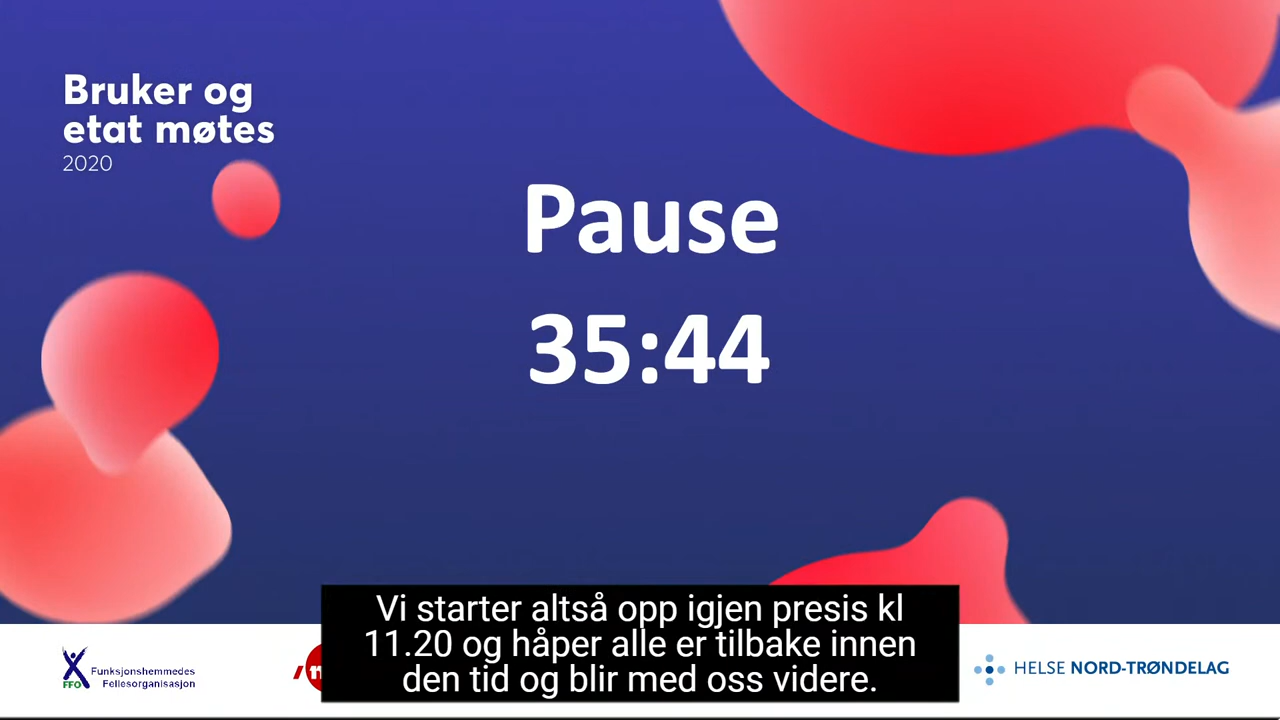 Bruker og
etat møtes
2020
Pause
35:44
Vi starter altså opp igjen presis kl
11.20 og håper alle er tilbake innen
den tid og blir med oss videre.
FFO
Funksjonshemmedes
Fellesorganisasjon
HELSE NORD-TRØNDELAG